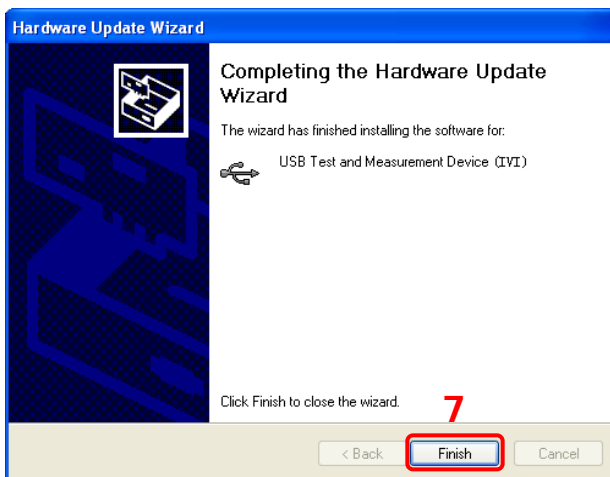 Hardware Update Wizard
Completing the Hardware Update
Wizard
The wizard has finished installing the software for:
USB Test and Measurement Device (IVI)
Click Finish to close the wizard.
7
< Back Finish Cancel